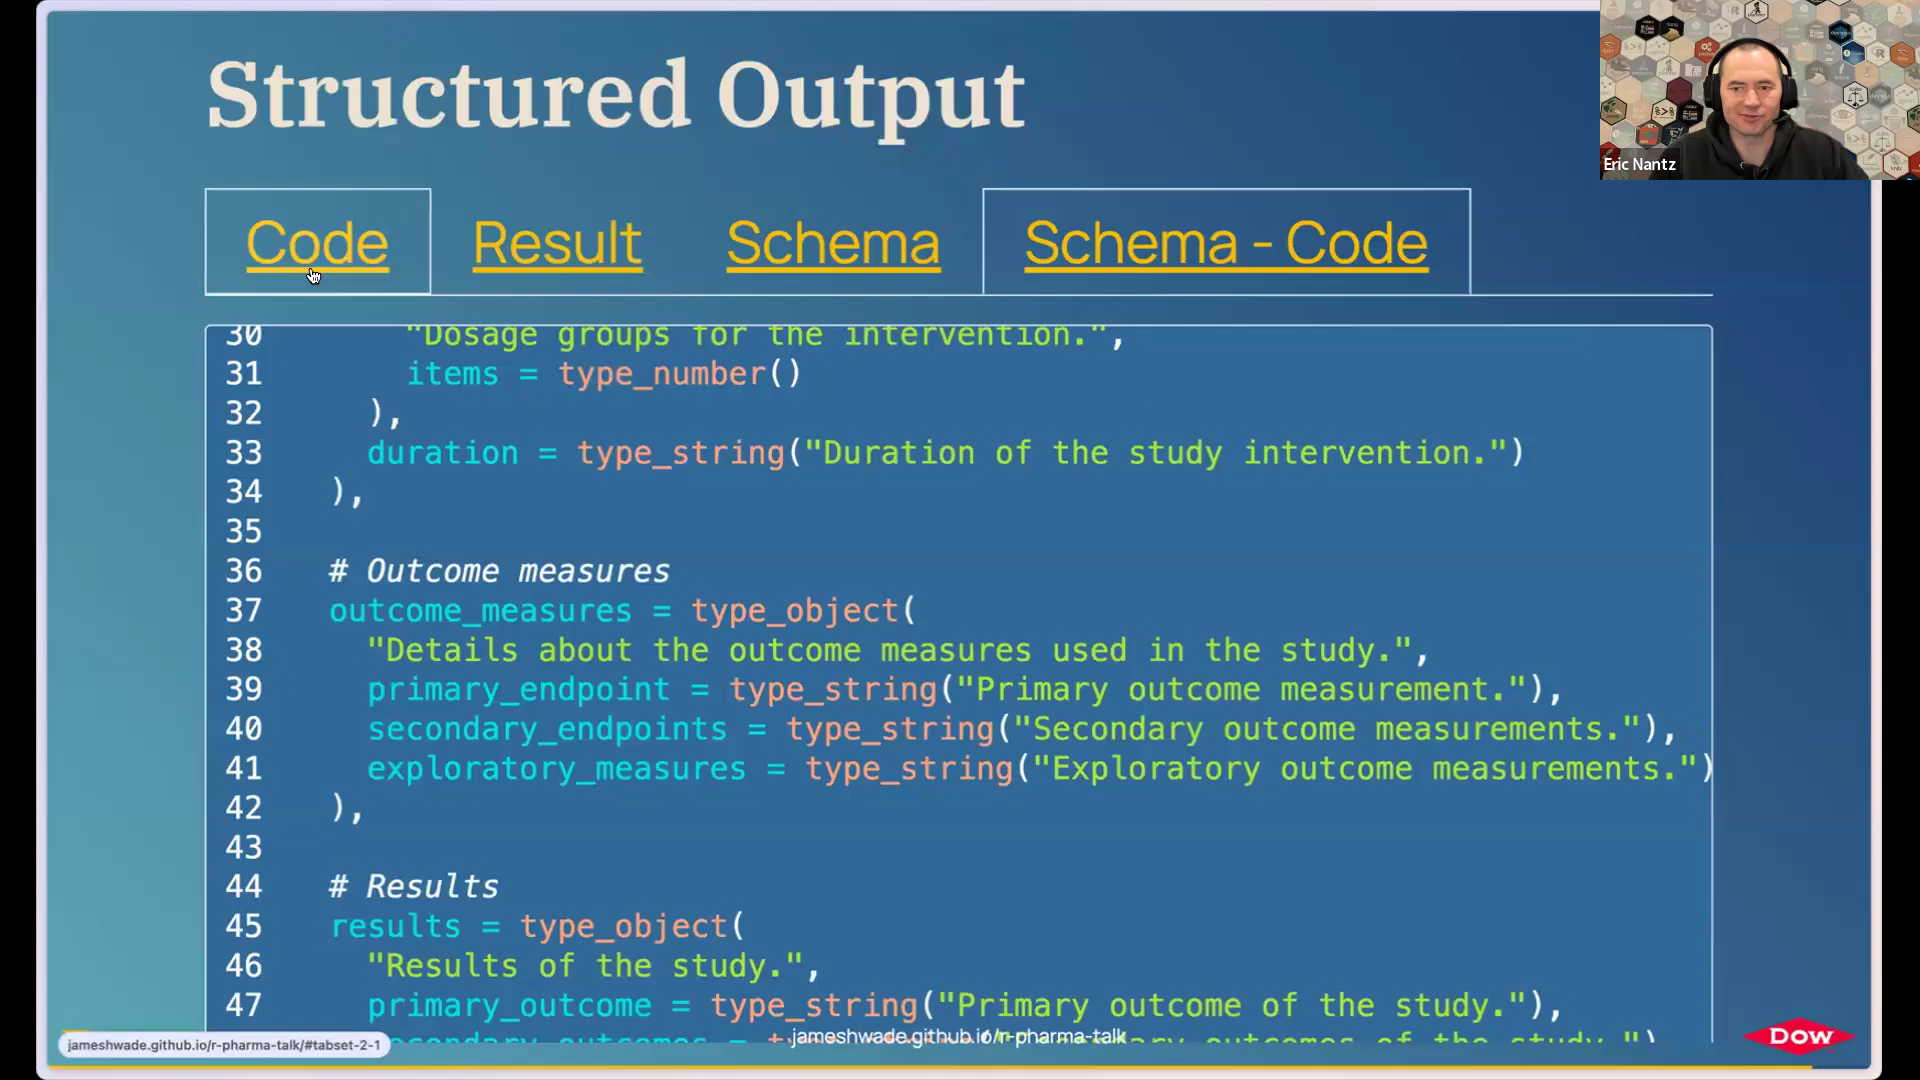 Structured Output
Eric Nantz
Code Result Schema Schema - Code
30 "Dosage groups for the intervention.",
31 items = type_number()
32 ),
33 duration = type_string("Duration of the study intervention.")
34 ),
35
36 # Outcome measures
37 outcome_measures = type_object(
38 "Details about the outcome measures used in the study.",
39 primary_endpoint = type_string("Primary outcome measurement."),
40 secondary_endpoints = type_string("Secondary outcome measurements."),
41 exploratory_measures = type_string("Exploratory outcome measurements.")
42 ),
43
44 # Results
45 results = type_object(
46 "Results of the study.",
47 primary_outcome = type_string("Primary outcome of the study."),
jameshwade.github.io/r-pharma-talk/#tabset-2-1
jameshwade.github.io/r-pharma-talk
Dow